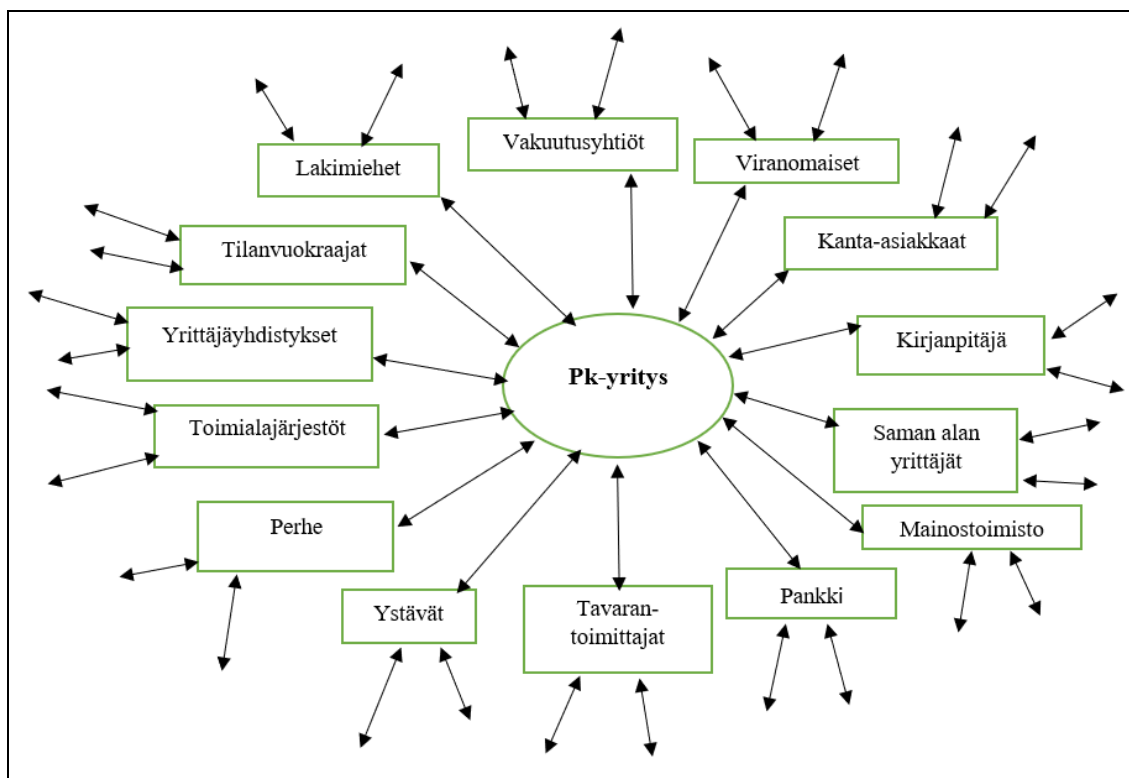 Vakuutusyhtiöt
Lakimiehet
Viranomaiset
Tilanvuokraajat
Kanta-asiakkaat
Yrittäjäyhdistykset
Kirjanpitäjä
Pk-yritys
Toimialajärjestöt
Saman alan
yrittäjät
Perhe
Mainostoimisto
Ystävät
Tavaran-
toimittajat
Pankki